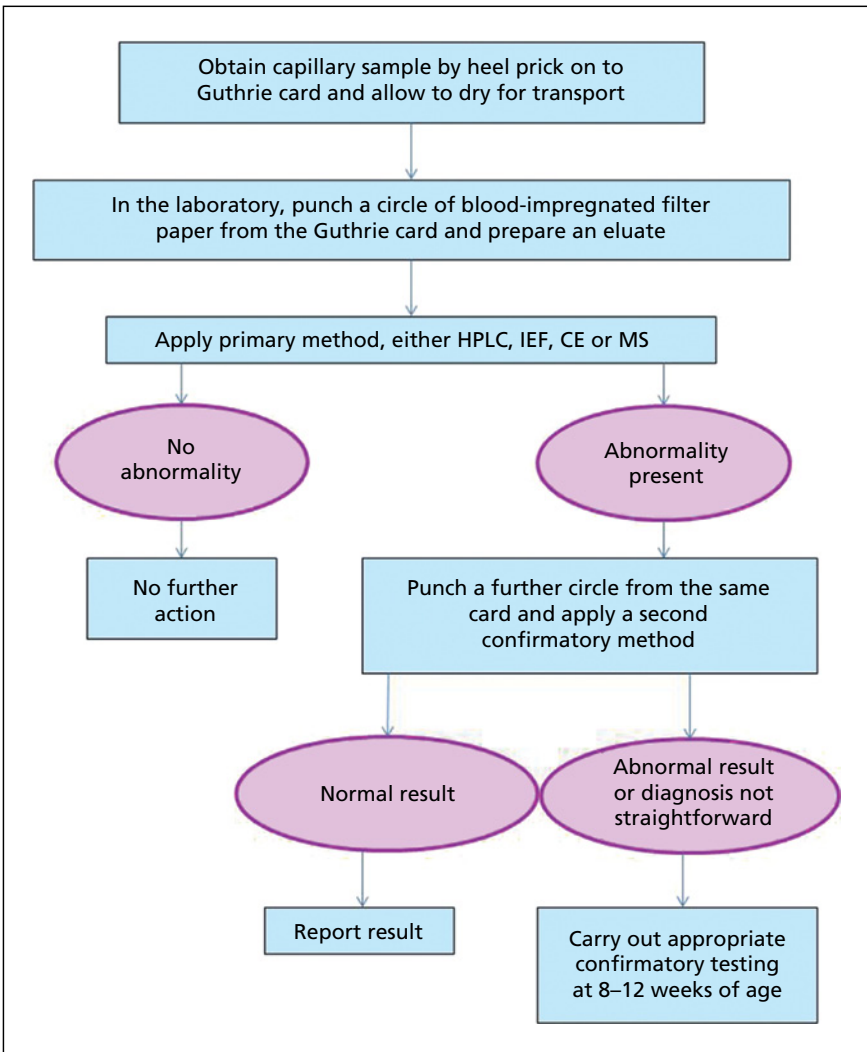 Obtain capillary sample by heel prick on to
Guthrie card and allow to dry for transport
In the laboratory, punch a circle of blood-impregnated filter
paper from the Guthrie card and prepare an eluate
Apply primary method, either HPLC, IEF, CE or MS
No
abnormality
Abnormality
present
No further
action
Punch a further circle from the same
card and apply a second
confirmatory method
Normal result
Abnormal result
or diagnosis not
straightforward
Report result
Carry out appropriate
confirmatory testing
at 8–12 weeks of age